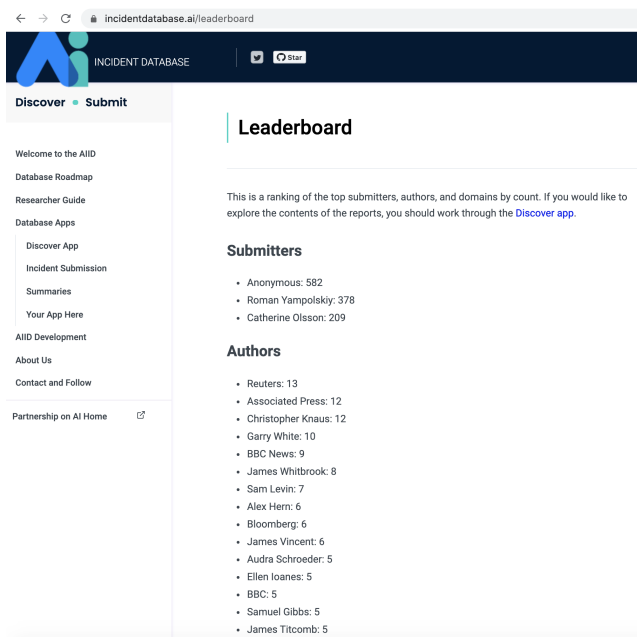 incidentdatabase.ai/leaderboard
Ai INCIDENT DATABASE
Star
Discover • Submit
Welcome to the AIID
Database Roadmap
Researcher Guide
Database Apps
Discover App
Incident Submission
Summaries
Your App Here
AIID Development
About Us
Contact and Follow
Partnership on AI Home
Leaderboard
This is a ranking of the top submitters, authors, and domains by count. If you would like to
explore the contents of the reports, you should work through the Discover app.
Submitters
• Anonymous: 582
• Roman Yampolskiy: 378
• Catherine Olsson: 209
Authors
• Reuters: 13
• Associated Press: 12
• Christopher Knaus: 12
• Garry White: 10
• BBC News: 9
• James Whitbrook: 8
• Sam Levin: 7
• Alex Hern: 6
• Bloomberg: 6
• James Vincent: 6
• Audra Schroeder: 5
• Ellen Ioanes: 5
• BBC: 5
• Samuel Gibbs: 5
• James Titcomb: 5